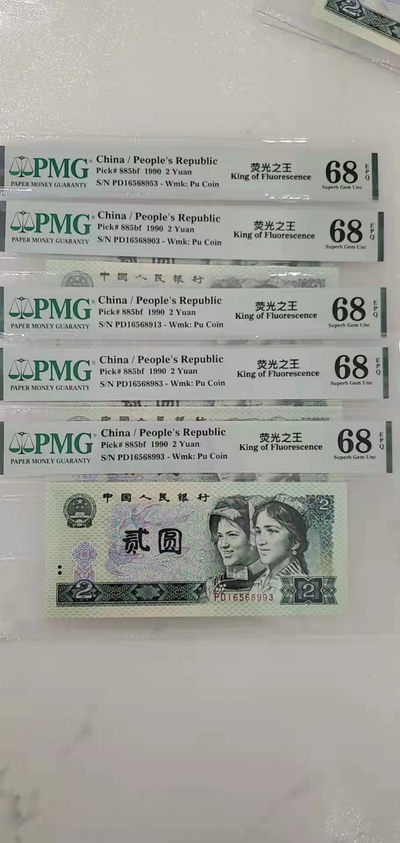 PMG
PAPER MONEY GUARANTY
China / People's Republic
Pick# 885bf 1990 2 Yuan
S/N PD16568953 - Wmk: Pu Coin
荧光之王
King of Fluorescence
68
EPQ
Superb Gem Unc
PMG
PAPER MONEY GUARANTY
China / People's Republic
Pick# 885bf 1990 2 Yuan
S/N PD16568903 - Wmk: Pu Coin
荧光之王
King of Fluorescence
68
EPQ
Superb Gem Unc
中国人民银行
PMG
PAPER MONEY GUARANTY
China / People's Republic
Pick# 885bf 1990 2 Yuan
S/N PD16568913 - Wmk: Pu Coin
荧光之王
King of Fluorescence
68
EPQ
Superb Gem Unc
PMG
PAPER MONEY GUARANTY
China / People's Republic
Pick# 885bf 1990 2 Yuan
S/N PD16568983 - Wmk: Pu Coin
荧光之王
King of Fluorescence
68
EPQ
Superb Gem Unc
PMG
PAPER MONEY GUARANTY
China / People's Republic
Pick# 885bf 1990 2 Yuan
S/N PD16568993 - Wmk: Pu Coin
荧光之王
King of Fluorescence
68
EPQ
Superb Gem Unc
中国人民银行
2
贰圆
PD16568993
2
2